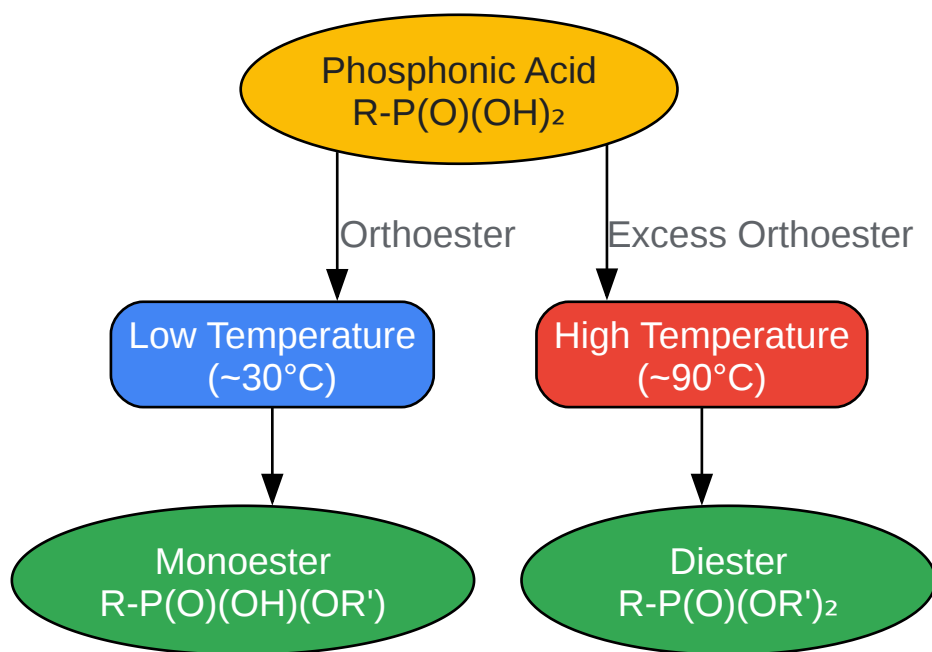 Phosphonic Acid
R-P(O)(OH)₂
Orthoester
Excess Orthoester
Low Temperature
(~30°C)
High Temperature
(~90°C)
Monoester
R-P(O)(OH)(OR')
Diester
R-P(O)(OR')₂